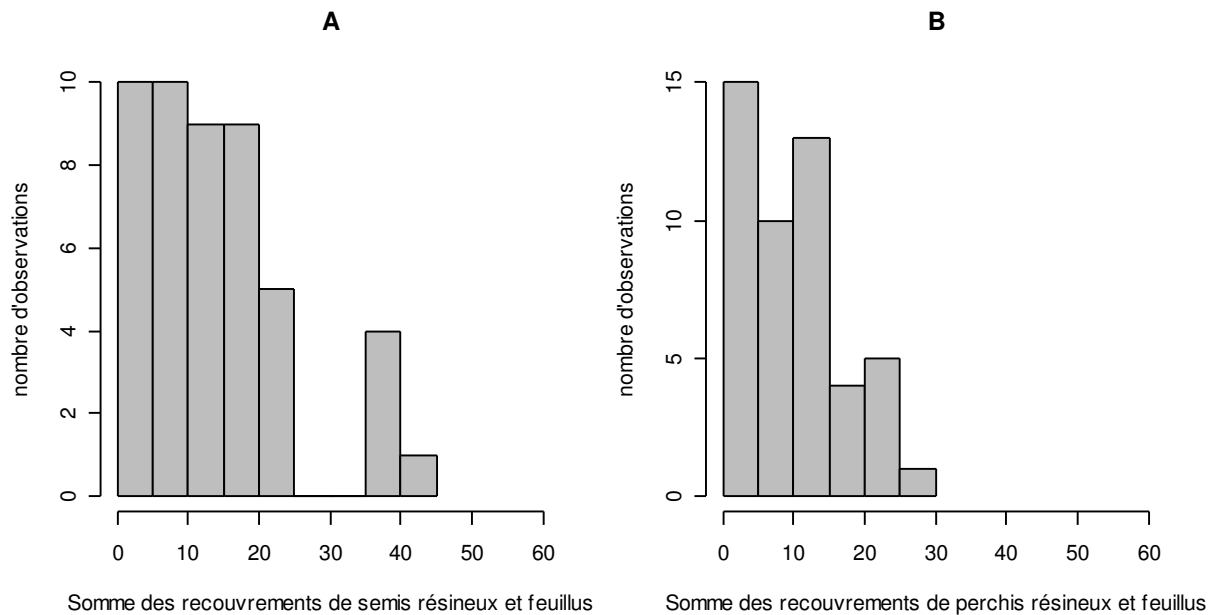 A
10
8
6
4
2
0
nombre d'observations
0 10 20 30 40 50 60
Somme des recouvrements de semis résineux et feuillus
B
15
10
5
0
nombre d'observations
0 10 20 30 40 50 60
Somme des recouvrements de perchis résineux et feuillus